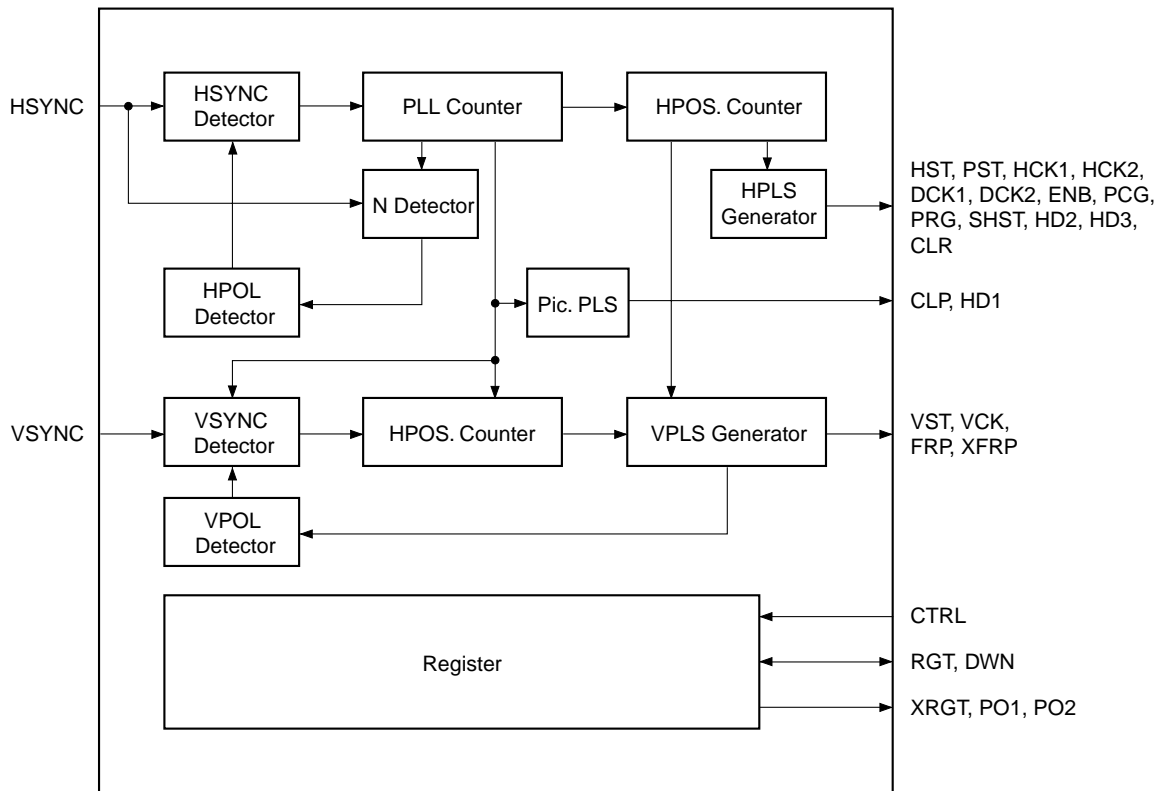 HSYNC
HSYNC
Detector
PLL Counter
HPOS. Counter
N Detector
HPLS
Generator
HST, PST, HCK1, HCK2,
DCK1, DCK2, ENB, PCG,
PRG, SHST, HD2, HD3,
CLR
HPOL
Detector
Pic. PLS
CLP, HD1
VSYNC
VSYNC
Detector
HPOS. Counter
VPLS Generator
VST, VCK,
FRP, XFRP
VPOL
Detector
Register
CTRL
RGT, DWN
XRGT, PO1, PO2